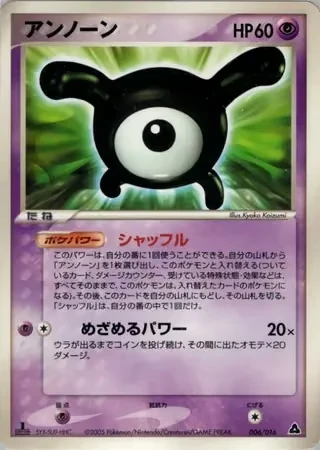 アンノーン HP60
たね
Illus.Kyoko Koizumi
ポケパワー シャッフル
このパワーは、自分の番に1回使うことができる。自分の山札から
「アンノーン」を1枚選び出し、このポケモンと入れ替える(ついて
いるカード、ダメージカウンター、受けている特殊状態・効果などは、
すべてそのままで、このポケモンは、入れ替えたカードのポケモンに
なる)。その後、このカードを自分の山札にもどし、その山札を切る。
「シャッフル」は、自分の番の中で1回だけ。
めざめるパワー 20×
ウラが出るまでコインを投げ続け、その間に出たオモテ×20
ダメージ。
弱点 抵抗力 にげる
©2005 Pokémon/Nintendo/Creatures/GAME FREAK.
006/016